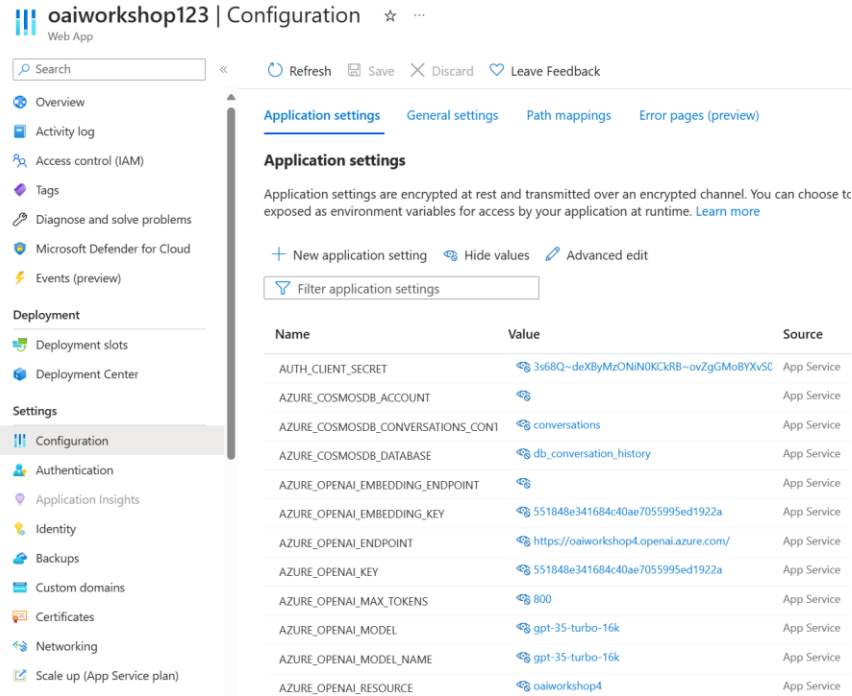 oaiworkshop123 | Configuration
Web App
Search
«
Refresh
Save
Discard
Leave Feedback
Overview
Activity log
Access control (IAM)
Tags
Diagnose and solve problems
Microsoft Defender for Cloud
Events (preview)
Deployment
Deployment slots
Deployment Center
Settings
Configuration
Authentication
Application Insights
Identity
Backups
Custom domains
Certificates
Networking
Scale up (App Service plan)
Application settings General settings Path mappings Error pages (preview)
Application settings
Application settings are encrypted at rest and transmitted over an encrypted channel. You can choose to
exposed as environment variables for access by your application at runtime. Learn more
New application setting Hide values Advanced edit
Filter application settings
Name Value Source
AUTH_CLIENT_SECRET App Service
AZURE_COSMOSDB_ACCOUNT App Service
AZURE_COSMOSDB_CONVERSATIONS_CONT conversations App Service
AZURE_COSMOSDB_DATABASE db_conversation_history App Service
AZURE_OPENAI_EMBEDDING_ENDPOINT App Service
AZURE_OPENAI_EMBEDDING_KEY 551848e341684c40ae7055995ed1922a App Service
AZURE_OPENAI_ENDPOINT https://oaiworkshop4.openai.azure.com/ App Service
AZURE_OPENAI_KEY 551848e341684c40ae7055995ed1922a App Service
AZURE_OPENAI_MAX_TOKENS 800 App Service
AZURE_OPENAI_MODEL gpt-35-turbo-16k App Service
AZURE_OPENAI_MODEL_NAME gpt-35-turbo-16k App Service
AZURE_OPENAI_RESOURCE oaiworkshop4 App Service